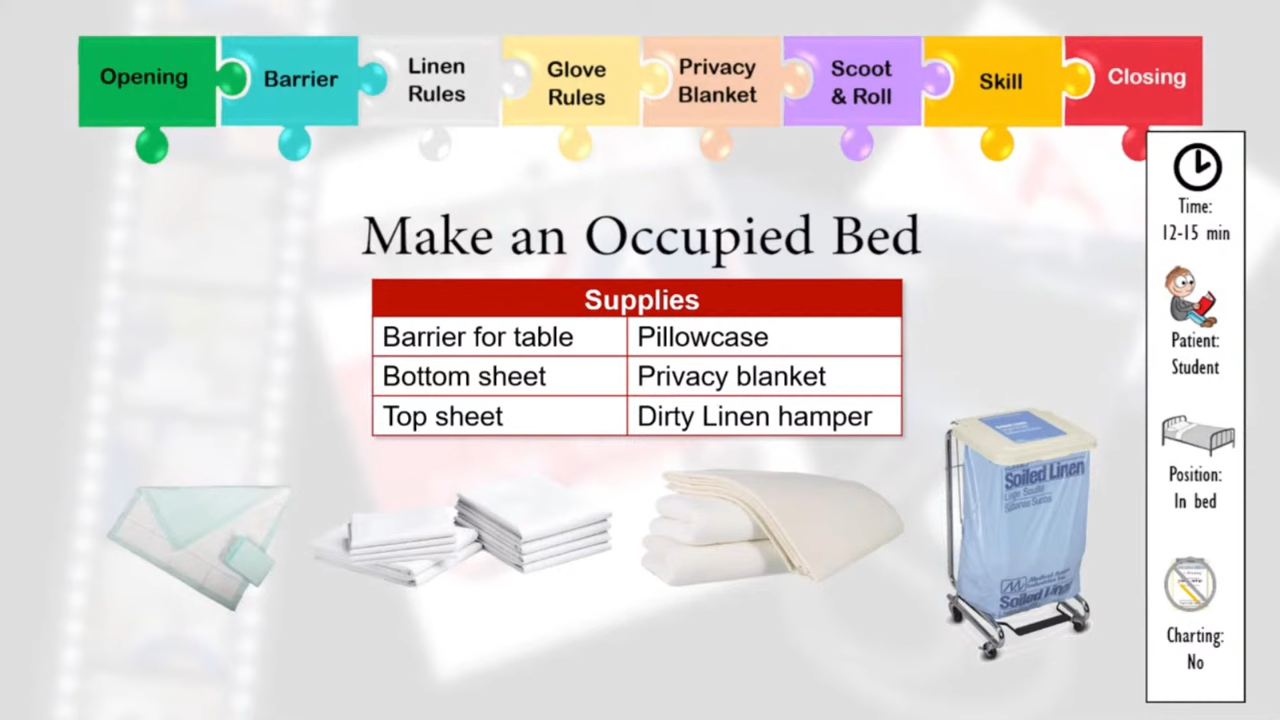 Opening
Barrier
Linen
Rules
Glove
Rules
Privacy
Blanket
Scoot
& Roll
Skill
Closing
Make an Occupied Bed
Supplies
Barrier for table Pillowcase
Bottom sheet Privacy blanket
Top sheet Dirty Linen hamper
Time:
12-15 min
Patient:
Student
Position:
In bed
Charting:
No
Soiled Linen
Soiled Linen